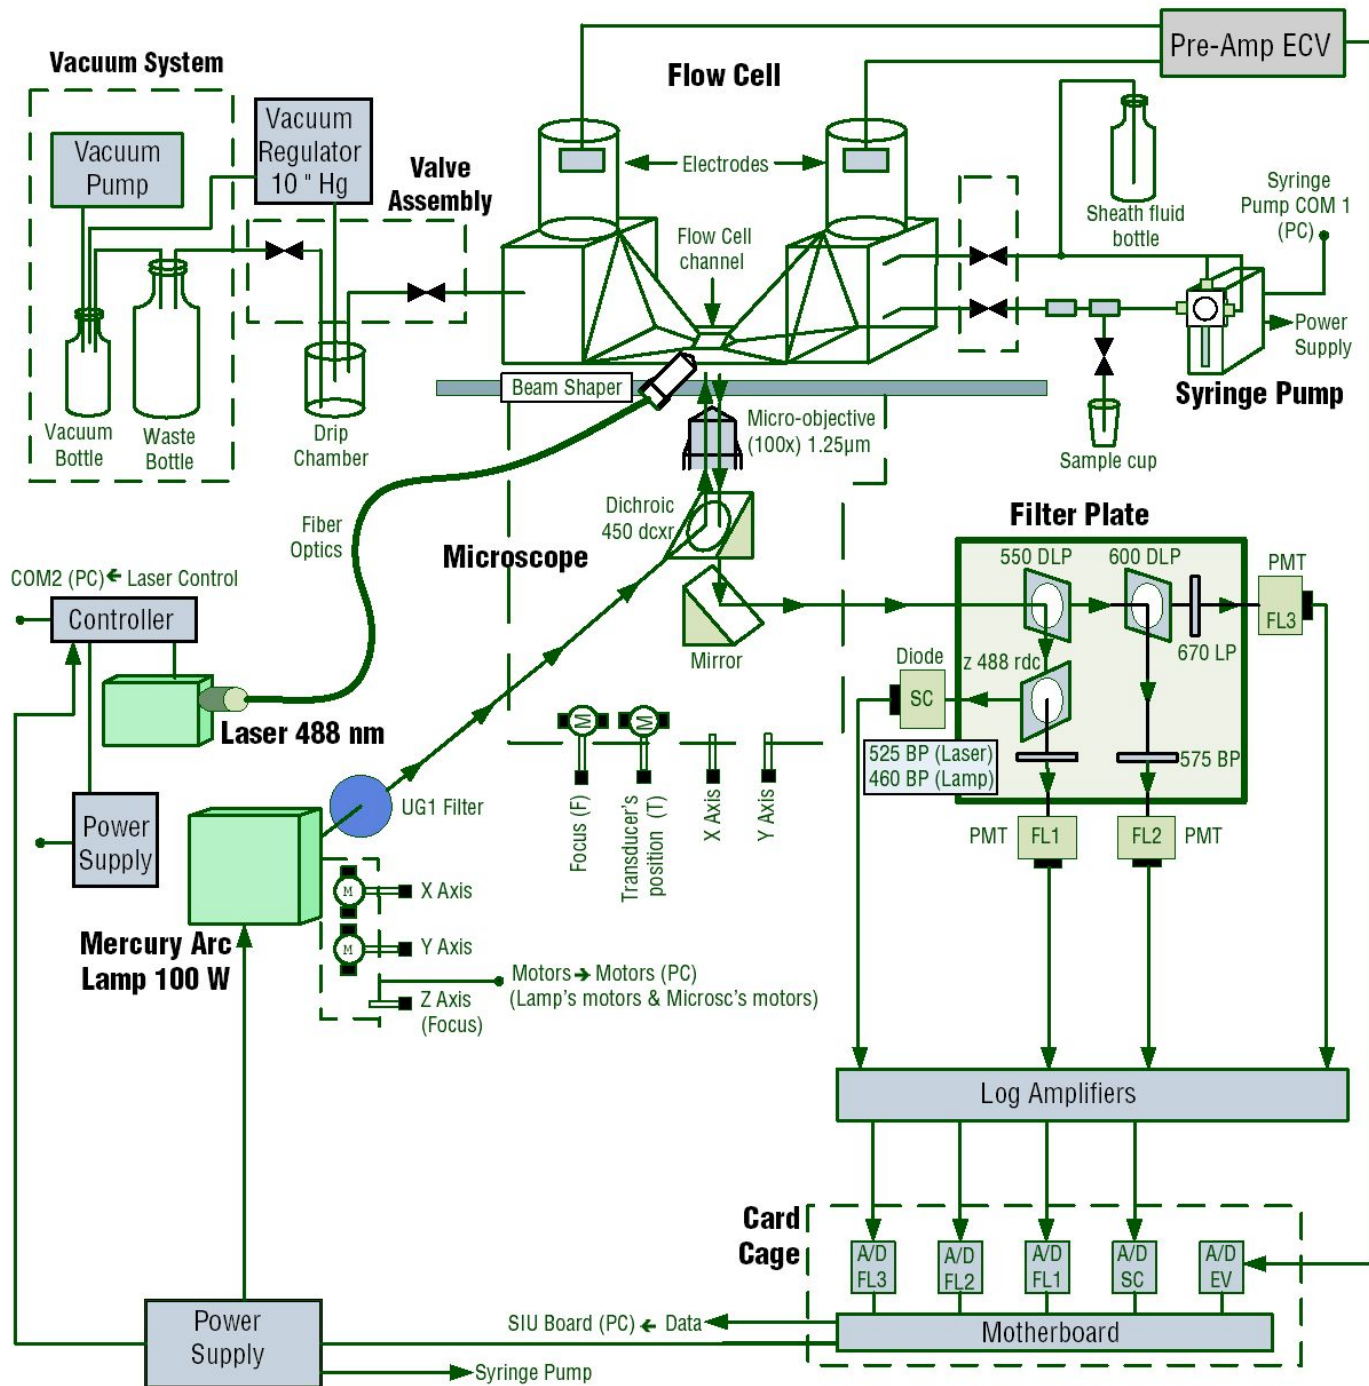 Pre-Amp ECV
Vacuum System
Flow Cell
Vacuum
Regulator
10 " Hg
Vacuum
Pump
Valve
Assembly
Electrodes
Sheath fluid
bottle
Syringe
Pump COM 1
(PC)
Flow Cell
channel
Power
Supply
Syringe Pump
Beam Shaper
Micro-objective
(100x) 1.25µm
Vacuum
Bottle
Waste
Bottle
Drip
Chamber
Sample cup
Fiber
Optics
Dichroic
450 dcxr
Microscope
Filter Plate
550 DLP
600 DLP
PMT
FL3
COM2 (PC) ← Laser Control
Controller
Mirror
670 LP
Diode
z 488 rdc
SC
Laser 488 nm
M
M
525 BP (Laser)
460 BP (Lamp)
575 BP
UG1 Filter
Focus (F)
Transducer's
position (T)
X Axis
Y Axis
Power
Supply
PMT
FL1
FL2
PMT
M
X Axis
M
Y Axis
Mercury Arc
Lamp 100 W
Z Axis
(Focus)
Motors → Motors (PC)
(Lamp's motors & Microsc's motors)
Log Amplifiers
Card
Cage
A/D
FL3
A/D
FL2
A/D
FL1
A/D
SC
A/D
EV
Power
Supply
SIU Board (PC) ← Data
Motherboard
Syringe Pump